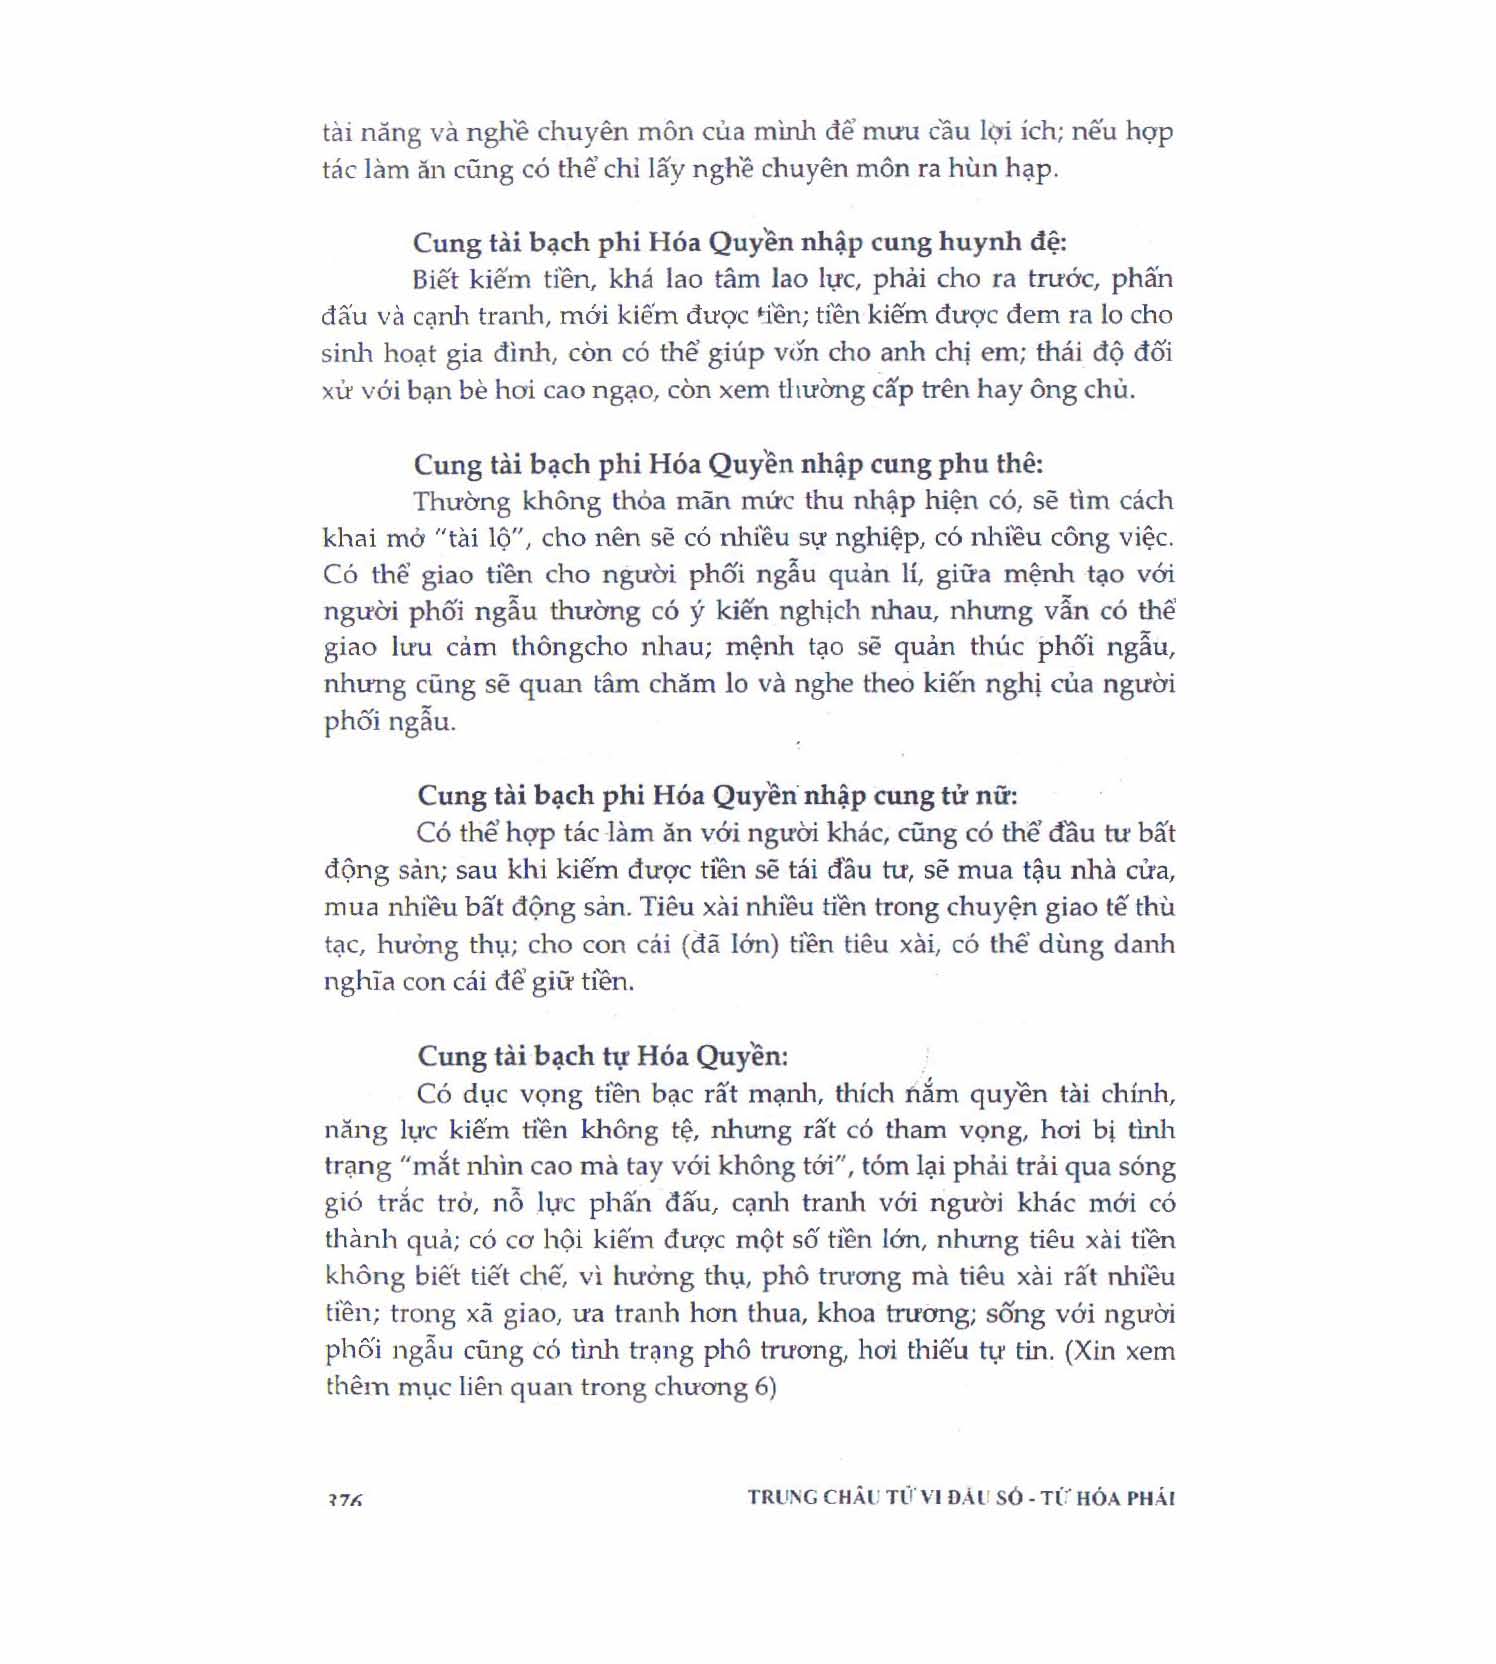 tài năng và nghề chuyên môn của mình để mưu cầu lợi ích; nếu hợp
tác làm ăn cũng có thể chỉ lấy nghề chuyên môn ra hùn hạp.
Cung tài bạch phi Hóa Quyền nhập cung huynh đệ:
Biết kiếm tiền, khá lao tâm lao lực, phải cho ra trước, phấn
đấu và cạnh tranh, mới kiếm được tiền; tiền kiếm được đem ra lo cho
sinh hoạt gia đình, còn có thể giúp vốn cho anh chị em; thái độ đối
xử với bạn bè hơi cao ngạo, còn xem thường cấp trên hay ông chủ.
Cung tài bạch phi Hóa Quyền nhập cung phu thê:
Thường không thỏa mãn mức thu nhập hiện có, sẽ tìm cách
khai mở "tài lộ", cho nên sẽ có nhiều sự nghiệp, có nhiều công việc.
Có thể giao tiền cho người phối ngẫu quản lí, giữa mệnh tạo với
người phối ngẫu thường có ý kiến nghịch nhau, nhưng vẫn có thể
giao lưu cảm thôngcho nhau; mệnh tạo sẽ quản thúc phối ngẫu,
nhưng cũng sẽ quan tâm chăm lo và nghe theo kiến nghị của người
phối ngẫu.
Cung tài bạch phi Hóa Quyền nhập cung tử nữ:
Có thể hợp tác làm ăn với người khác, cũng có thể đầu tư bất
động sản; sau khi kiếm được tiền sẽ tái đầu tư, sẽ mua tậu nhà cửa,
mua nhiều bất động sản. Tiêu xài nhiều tiền trong chuyện giao tế thù
tạc, hưởng thụ; cho con cái (đã lớn) tiền tiêu xài, có thể dùng danh
nghĩa con cái để giữ tiền.
Cung tài bạch tự Hóa Quyền:
Có dục vọng tiền bạc rất mạnh, thích nắm quyền tài chính,
năng lực kiếm tiền không tệ, nhưng rất có tham vọng, hơi bị tình
trạng "mắt nhìn cao mà tay với không tới", tóm lại phải trải qua sóng
gió trắc trở, nỗ lực phấn đấu, cạnh tranh với người khác mới có
thành quả; có cơ hội kiếm được một số tiền lớn, nhưng tiêu xài tiền
không biết tiết chế, vì hưởng thụ, phô trương mà tiêu xài rất nhiều
tiền; trong xã giao, ưa tranh hơn thua, khoa trương; sống với người
phối ngẫu cũng có tình trạng phô trương, hơi thiếu tự tin. (Xin xem
thêm mục liên quan trong chương 6)
376
TRUNG CHÂU TỬ VI ĐẨU SỐ - TỨ HÓA PHÁI